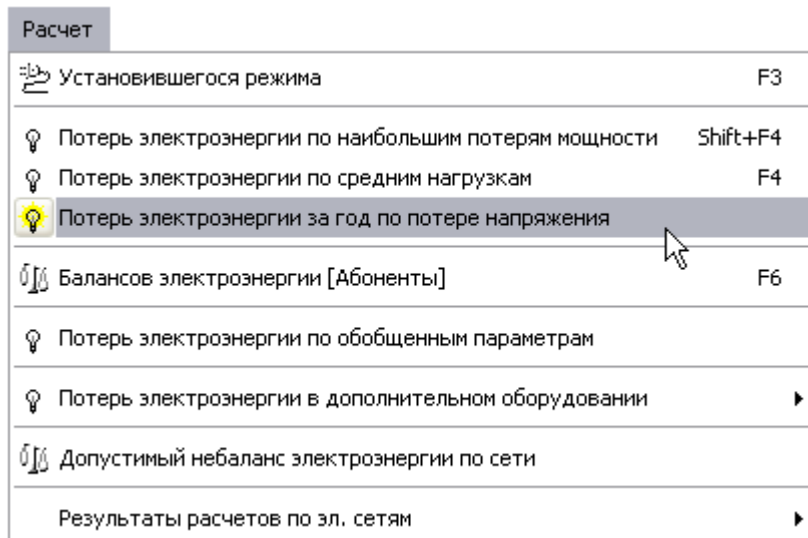 Расчет
Установившегося режима F3
Потерь электроэнергии по наибольшим потерям мощности Shift+F4
Потерь электроэнергии по средним нагрузкам F4
Потерь электроэнергии за год по потере напряжения
Балансов электроэнергии [Абоненты] F6
Потерь электроэнергии по обобщенным параметрам
Потерь электроэнергии в дополнительном оборудовании
Допустимый небаланс электроэнергии по сети
Результаты расчетов по эл. сетям